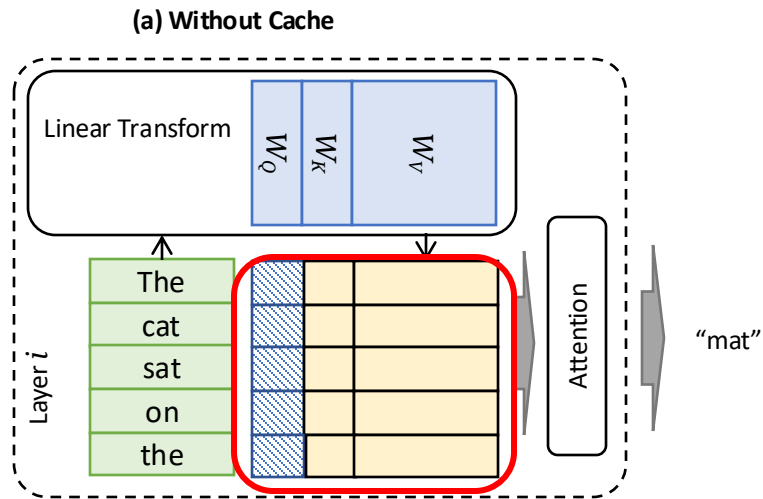 (a) Without Cache
Linear Transform
W_Q
W_K
W_V
The
cat
sat
on
the
Layer i
Attention
“mat”